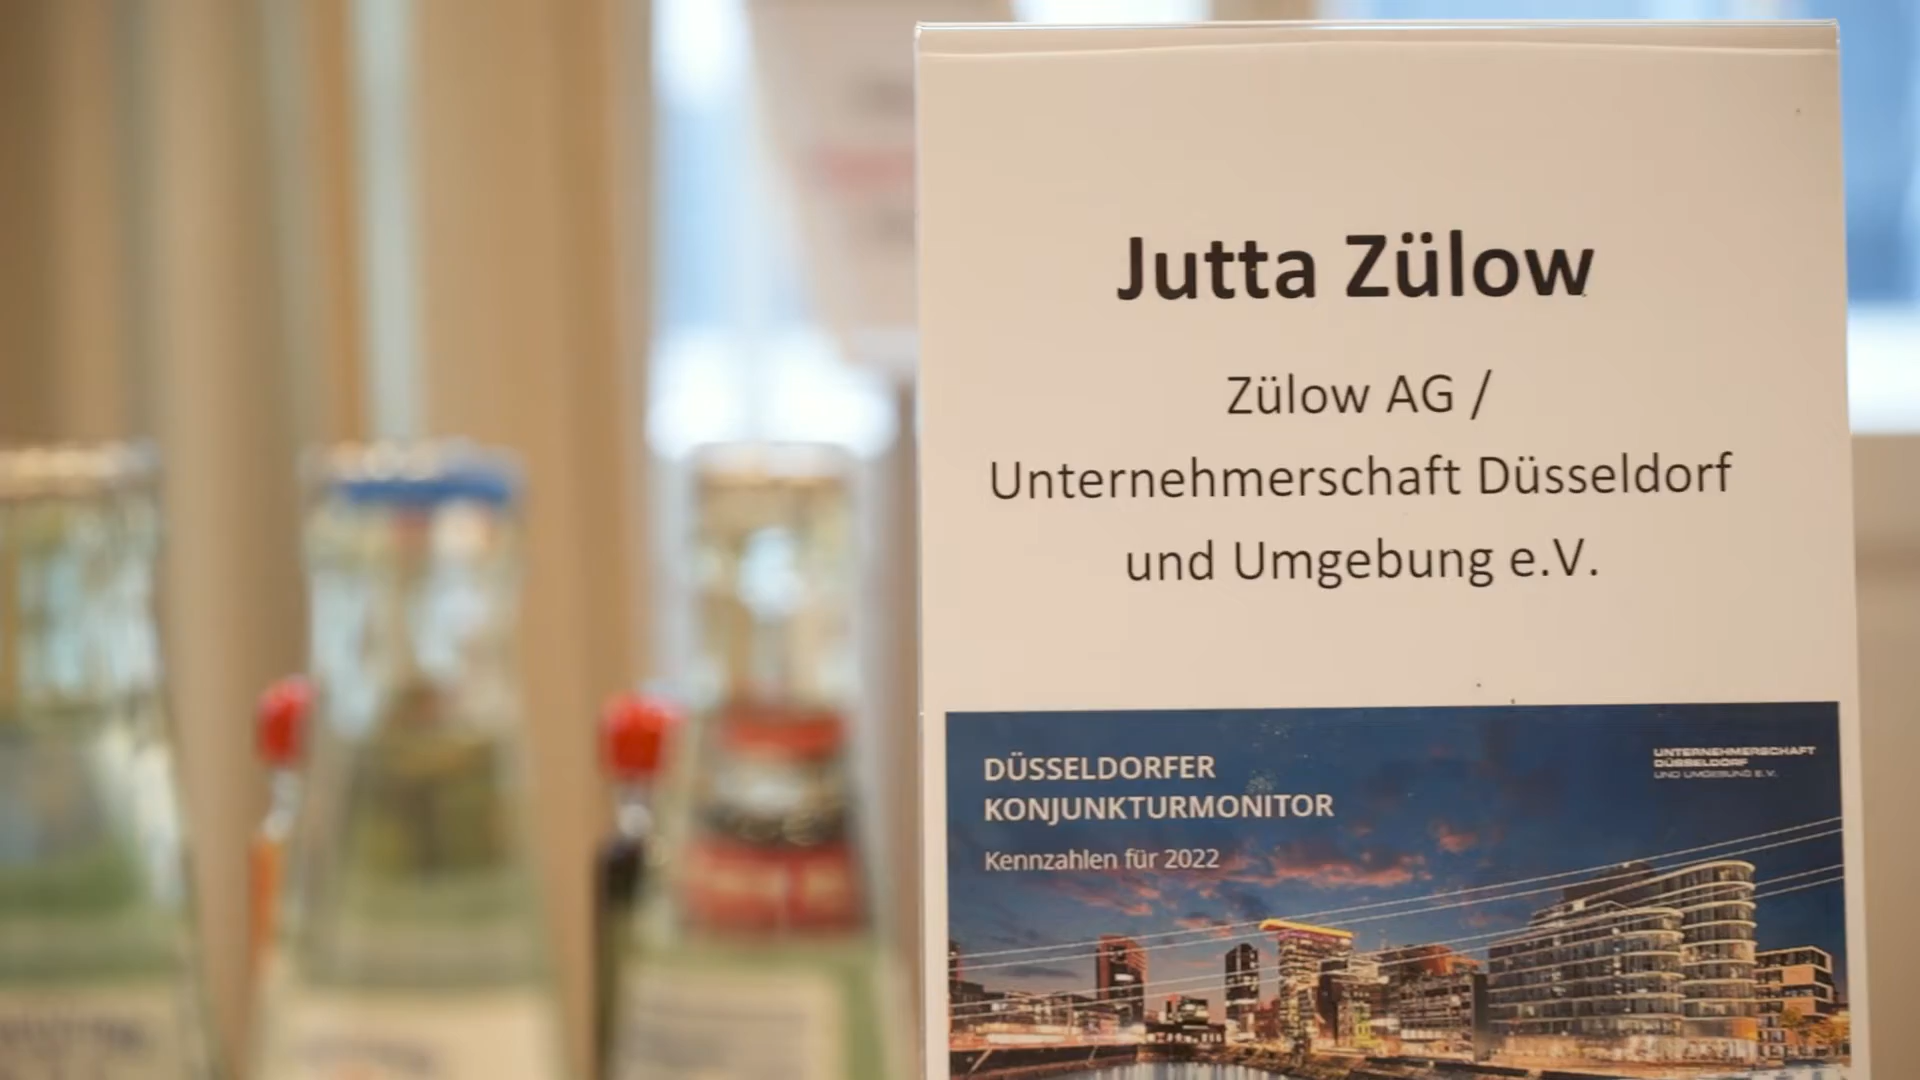 Jutta Zülow
Zülow AG /
Unternehmerschaft Düsseldorf
und Umgebung e.V.
DÜSSELDORFER
KONJUNKTURMONITOR
Kennzahlen für 2022
UNTERNEHMERSCHAFT
DÜSSELDORF
UND UMGEBUNG E.V.